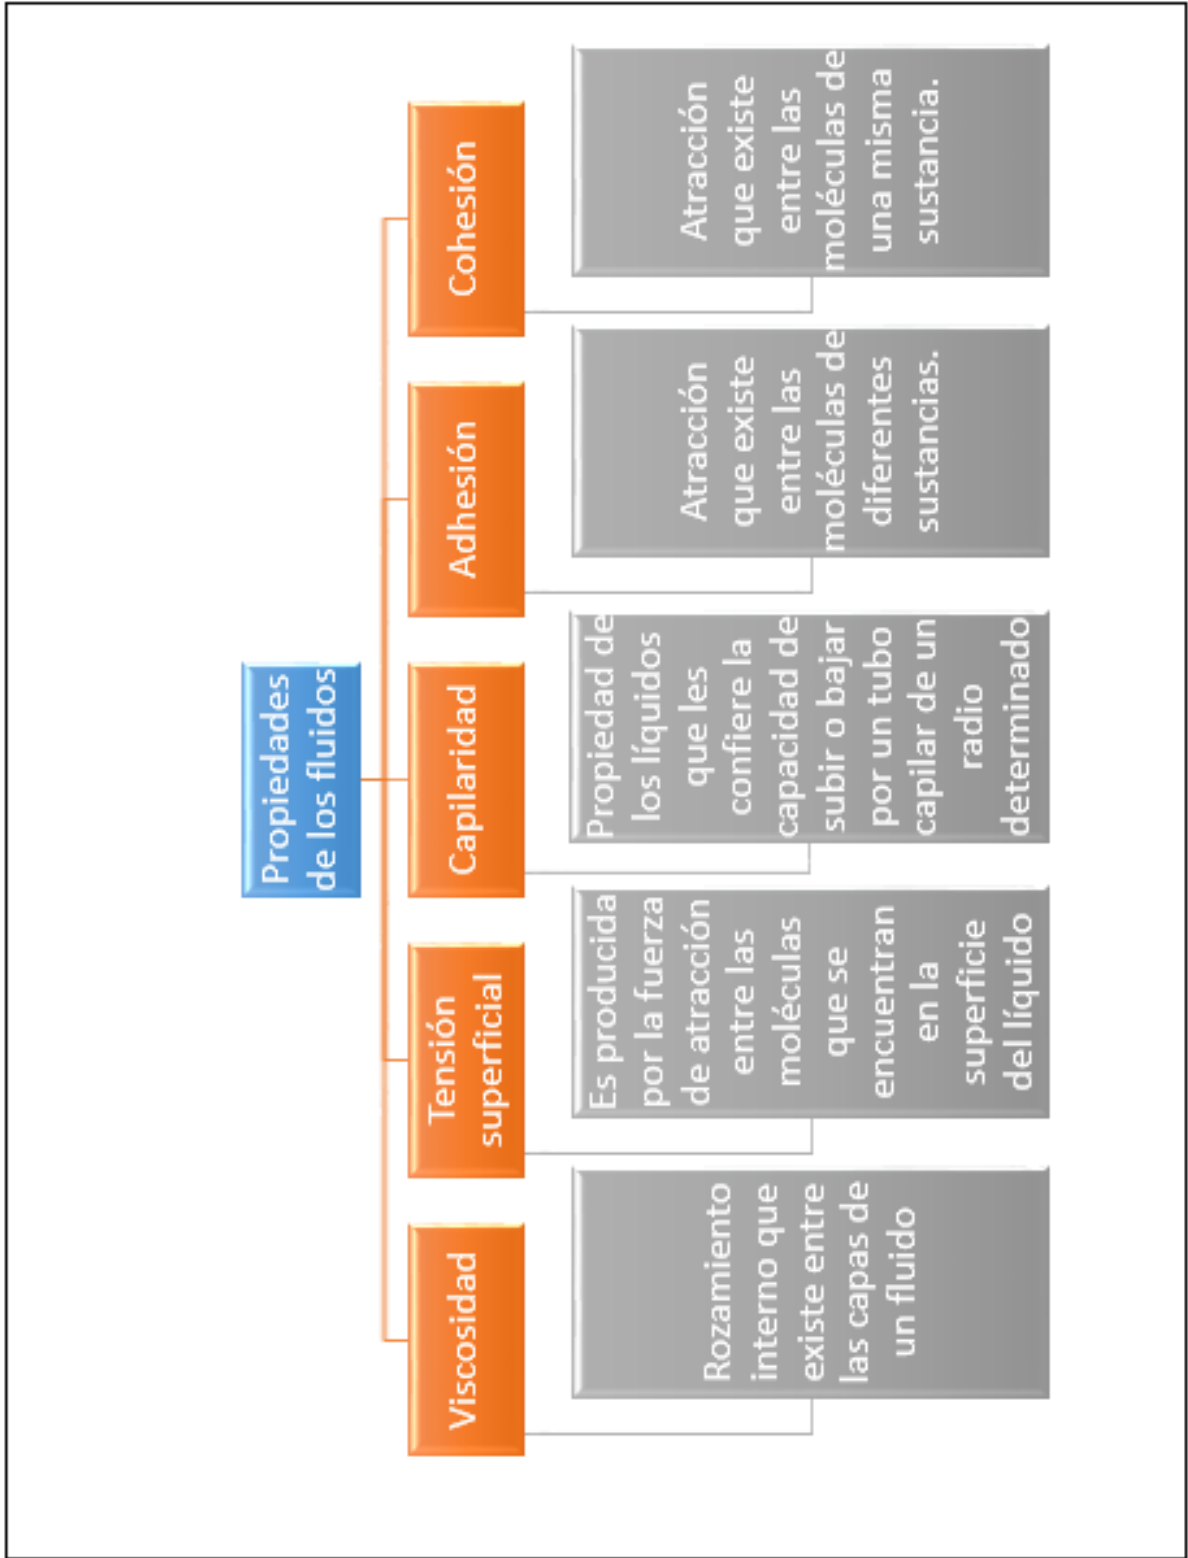 Propiedades
de los fluidos
Viscosidad
Rozamiento
interno que
existe entre
las capas de
un fluido
Tensión
superficial
Es producida
por la fuerza
de atracción
entre las
moléculas
que se
encuentran
en la
superficie
del líquido
Capilaridad
Propiedad de
los líquidos
que les
confiere la
capacidad de
subir o bajar
por un tubo
capilar de un
radio
determinado
Adhesión
Atracción
que existe
entre las
moléculas de
diferentes
sustancias.
Cohesión
Atracción
que existe
entre las
moléculas de
una misma
sustancia.